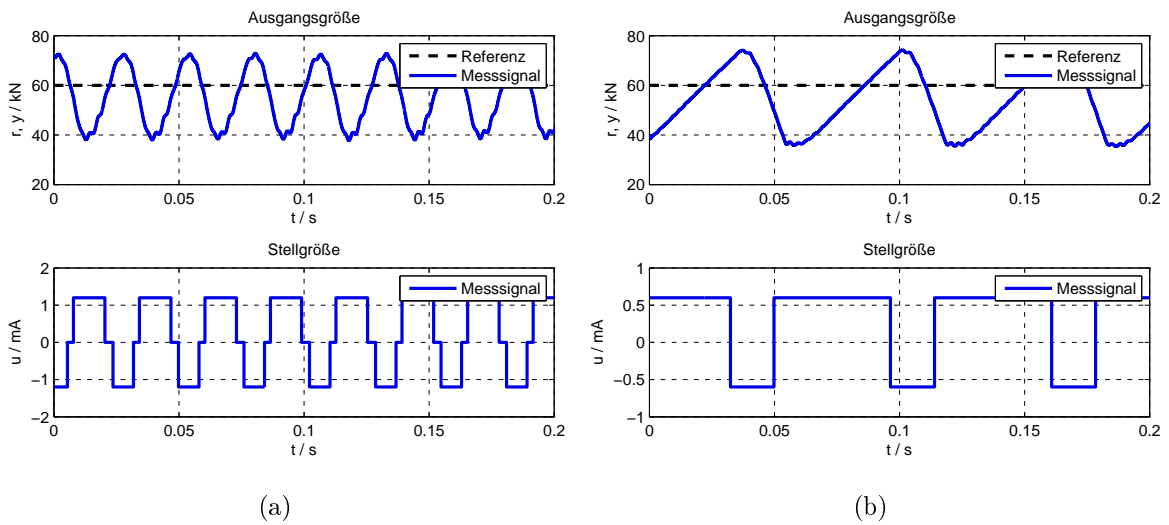 Ausgangsgröße
80
60
40
20
r, y / kN
0
0.05
0.1
0.15
0.2
t / s
Referenz
Messsignal
Stellgröße
2
1
0
−1
−2
u / mA
0
0.05
0.1
0.15
0.2
t / s
Messsignal
(a)
Ausgangsgröße
80
60
40
20
r, y / kN
0
0.05
0.1
0.15
0.2
t / s
Referenz
Messsignal
Stellgröße
1
0.5
0
−0.5
−1
u / mA
0
0.05
0.1
0.15
0.2
t / s
Messsignal
(b)